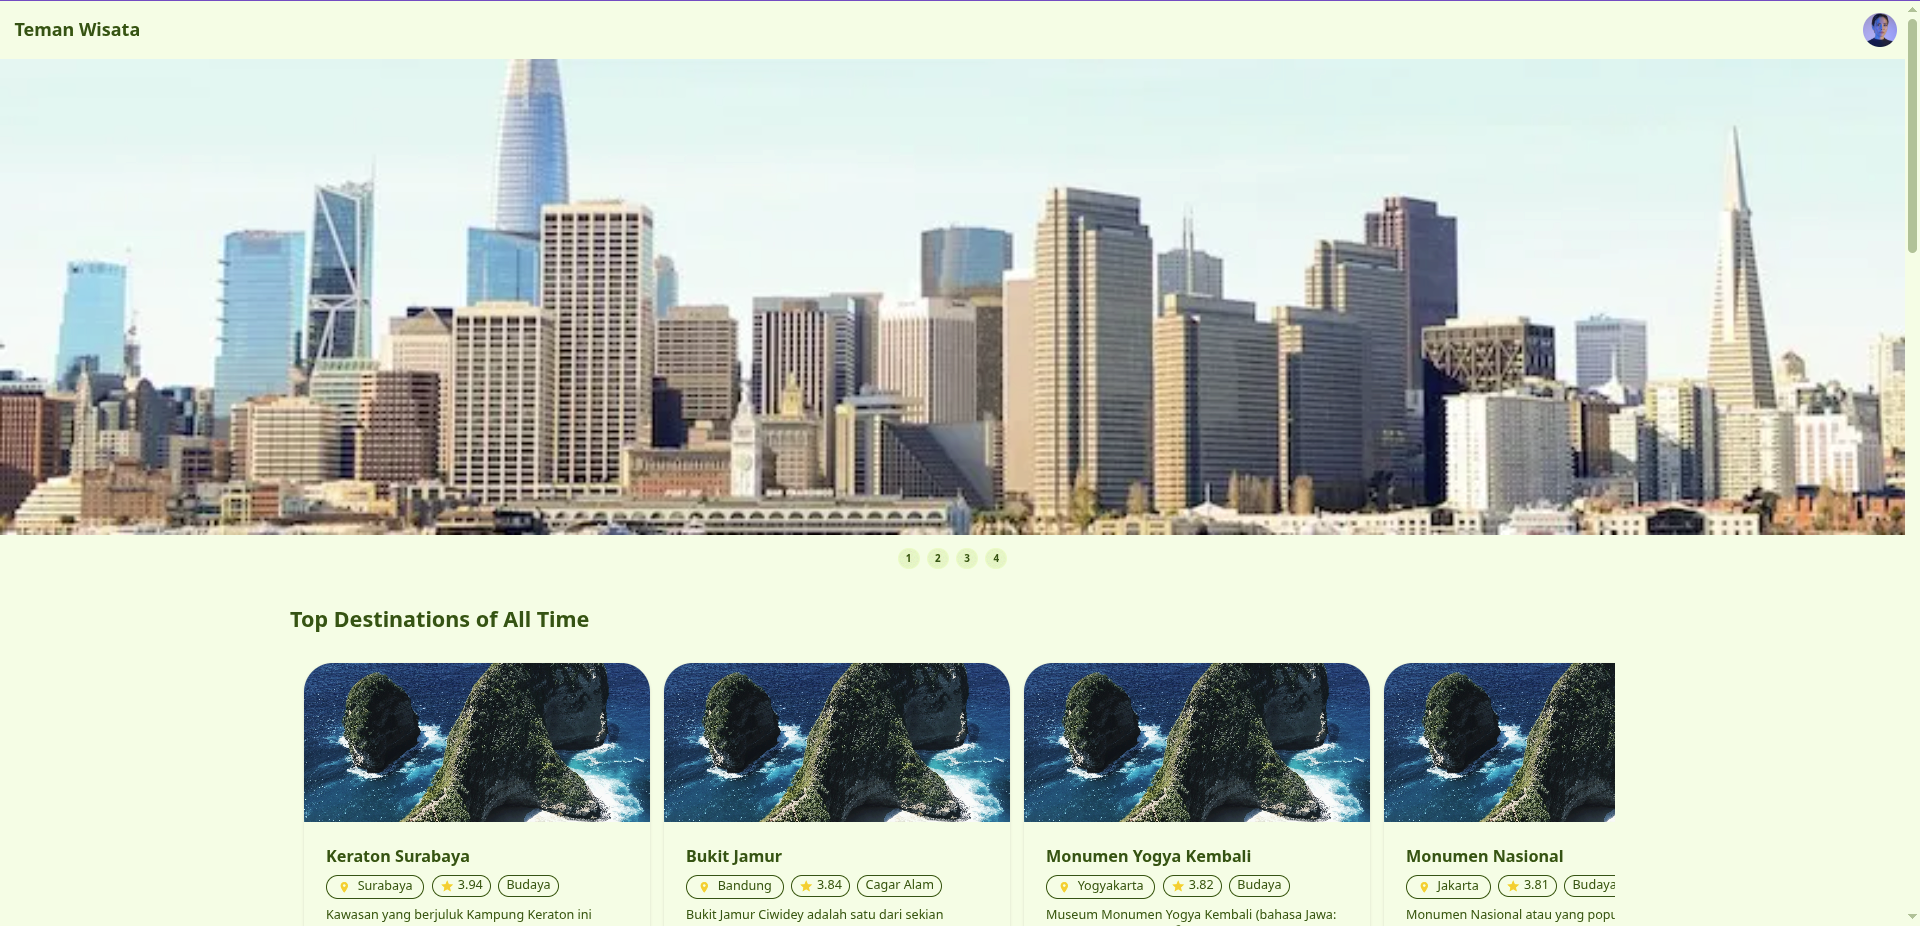 Teman Wisata
1 2 3 4
Top Destinations of All Time
Keraton Surabaya
Surabaya 3.94 Budaya
Kawasan yang berjuluk Kampung Keraton ini
Bukit Jamur
Bandung 3.84 Cagar Alam
Bukit Jamur Ciwidey adalah satu dari sekian
Monumen Yogya Kembali
Yogyakarta 3.82 Budaya
Museum Monumen Yogya Kembali (bahasa Jawa:
Monumen Nasional
Jakarta 3.81 Budaya
Monumen Nasional atau yang popu